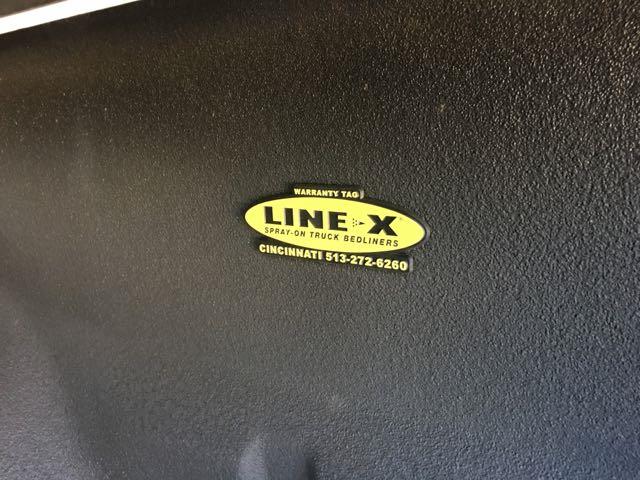 WARRANTY TAG
LINE-X
SPRAY-ON TRUCK BEDLINERS
CINCINNATI 513-272-6260